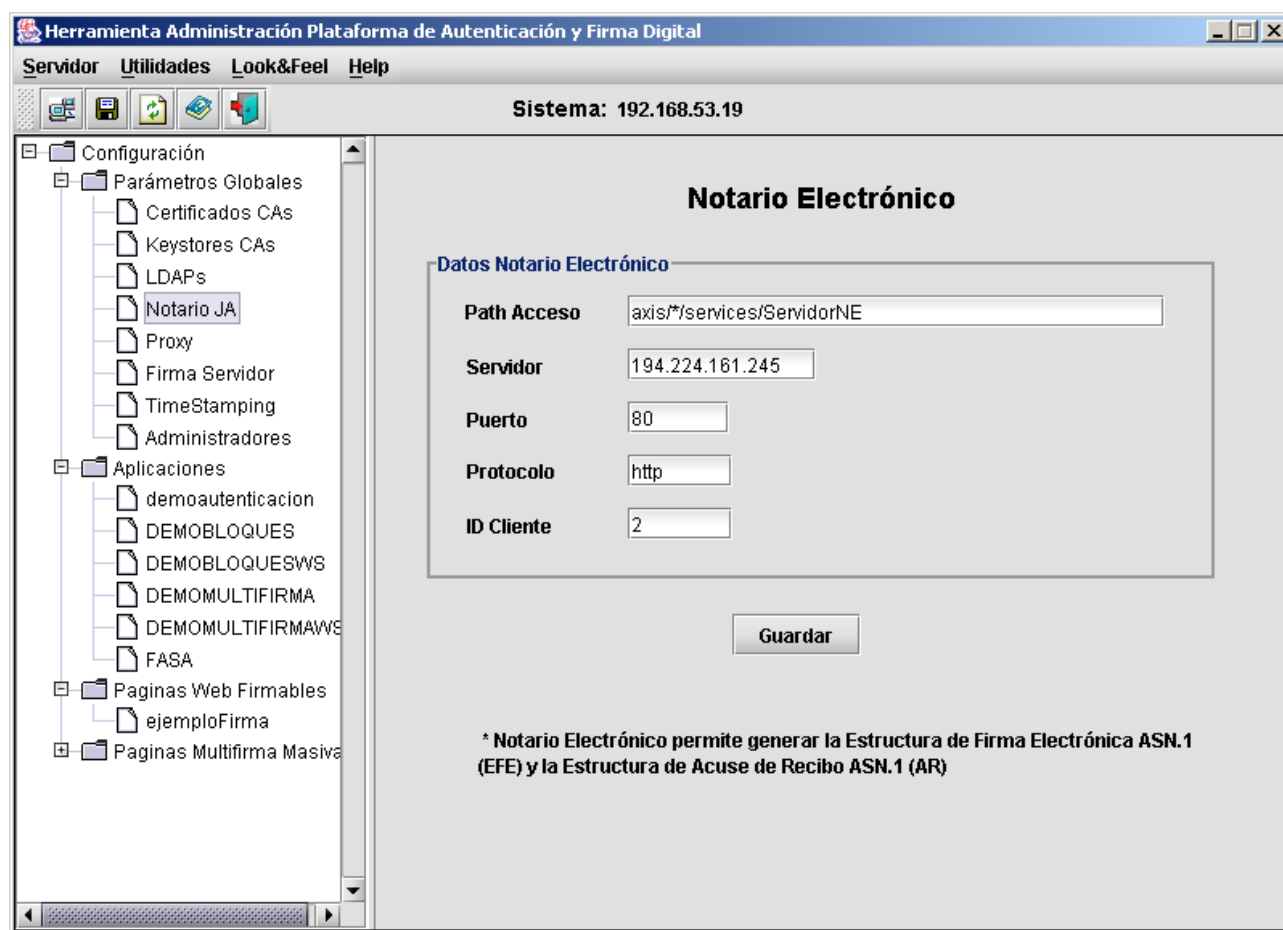 Herramienta Administración Plataforma de Autenticación y Firma Digital
Servidor Utilidades Look&Feel Help
Sistema: 192.168.53.19
Configuración
Parámetros Globales
Certificados CAs
Keystores CAs
LDAPs
Notario JA
Proxy
Firma Servidor
TimeStamping
Administradores
Aplicaciones
demoautenticacion
DEMOBLOQUES
DEMOBLOQUESWS
DEMOMULTIFIRMA
DEMOMULTIFIRMAWS
FASA
Paginas Web Firmables
ejemploFirma
Paginas Multifirma Masiva
Notario Electrónico
Datos Notario Electrónico
Path Acceso axis/*/services/ServidorNE
Servidor 194.224.161.245
Puerto 80
Protocolo http
ID Cliente 2
Guardar
* Notario Electrónico permite generar la Estructura de Firma Electrónica ASN.1
(EFE) y la Estructura de Acuse de Recibo ASN.1 (AR)